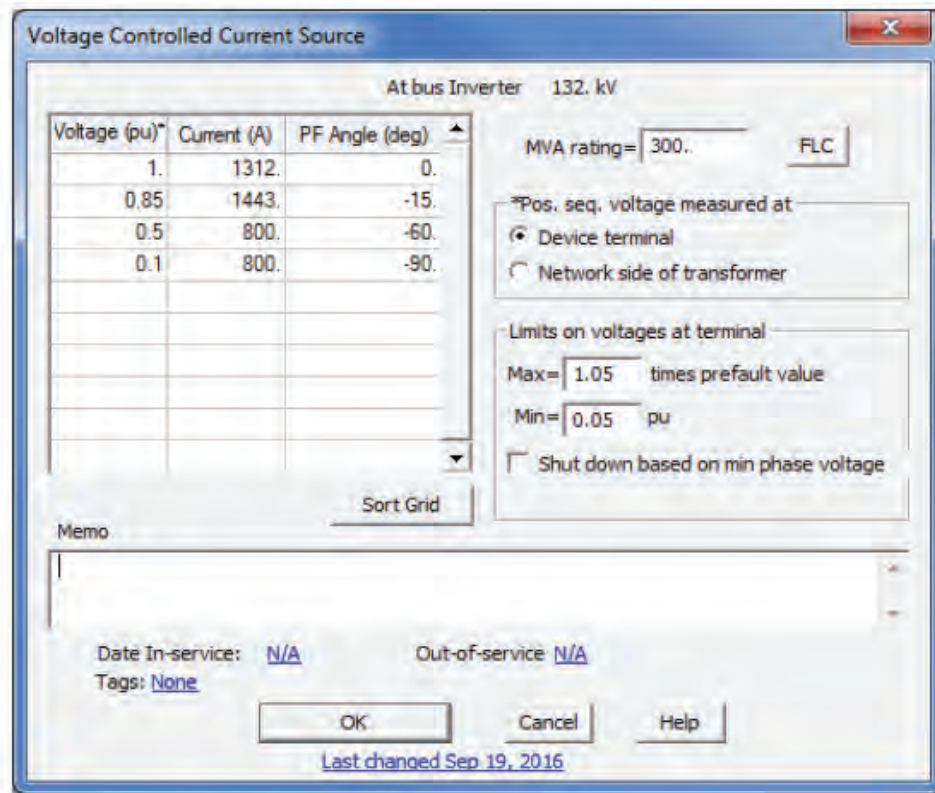 Voltage Controlled Current Source
At bus Inverter 132. kV
Voltage (pu)* Current (A) PF Angle (deg)
1. 1312. 0.
0.85 1443. -15.
0.5 800. -60.
0.1 800. -90.
MVA rating= 300. FLC
*Pos. seq. voltage measured at
Device terminal
Network side of transformer
Limits on voltages at terminal
Max= 1.05 times prefault value
Min= 0.05 pu
Shut down based on min phase voltage
Sort Grid
Memo
Date In-service: N/A Out-of-service N/A
Tags: None
OK Cancel Help
Last changed Sep 19, 2016